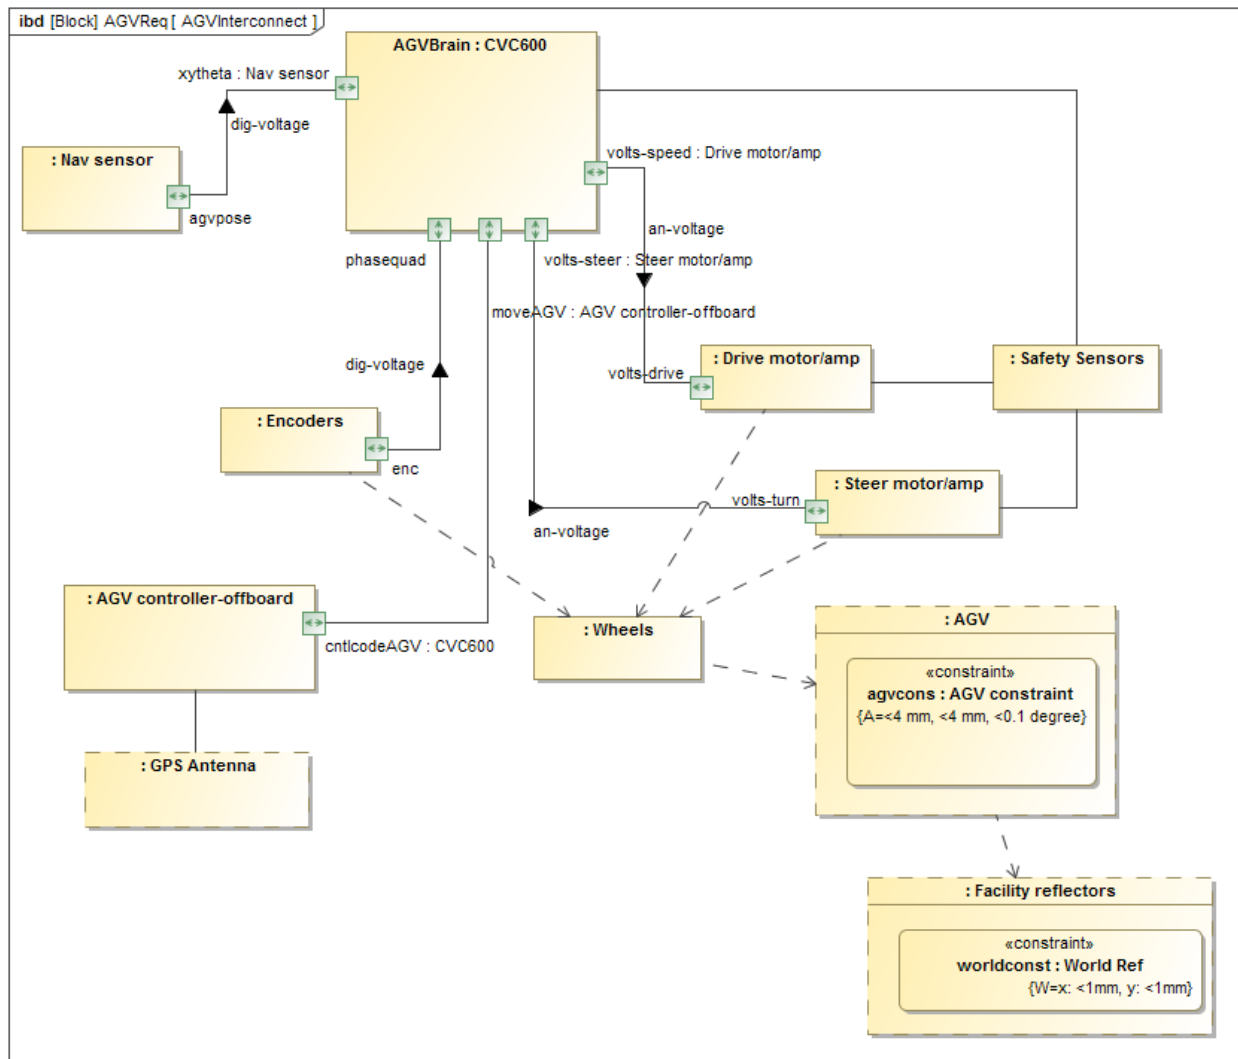 ibd [Block] AGVReq [ AGVInterconnect ]
AGVBrain : CVC600
xytheta : Nav sensor
dig-voltage
: Nav sensor
agvpose
volts-speed : Drive motor/amp
an-voltage
phasequad
volts-steer : Steer motor/amp
moveAGV : AGV controller-offboard
dig-voltage
volts-drive
: Drive motor/amp
: Safety Sensors
: Encoders
enc
: Steer motor/amp
volts-turn
an-voltage
: AGV controller-offboard
cntlcodeAGV : CVC600
: Wheels
: AGV
«constraint»
agvcons : AGV constraint
{A=<4 mm, <4 mm, <0.1 degree}
: GPS Antenna
: Facility reflectors
«constraint»
worldconst : World Ref
{W=x: <1mm, y: <1mm}